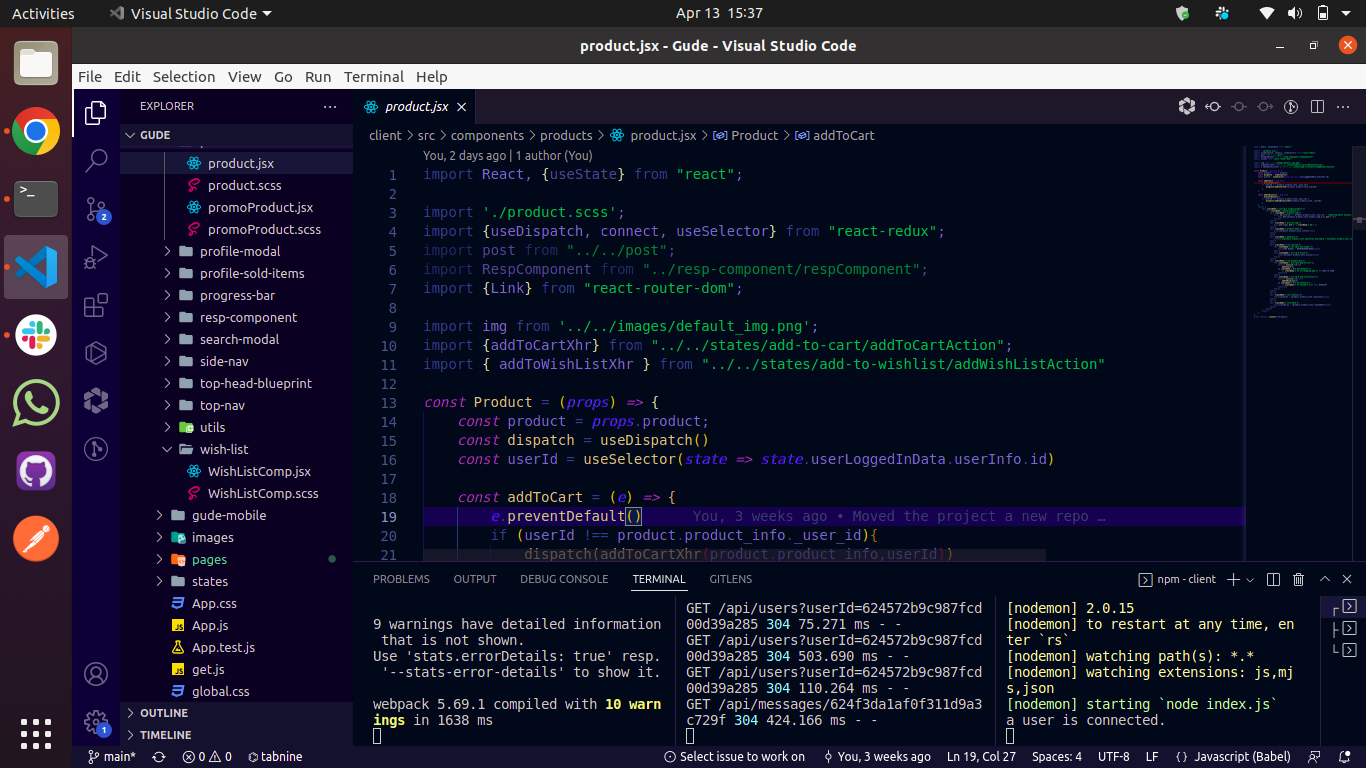 Activities
Visual Studio Code
Apr 13 15:37
product.jsx - Gude - Visual Studio Code
File Edit Selection View Go Run Terminal Help
EXPLORER
GUDE
product.jsx
product.scss
promoProduct.jsx
promoProduct.scss
profile-modal
profile-sold-items
progress-bar
resp-component
search-modal
side-nav
top-head-blueprint
top-nav
utils
wish-list
WishListComp.jsx
WishListComp.scss
gude-mobile
images
pages
states
App.css
App.js
App.test.js
get.js
global.css
OUTLINE
TIMELINE
2
1
product.jsx
client > src > components > products > product.jsx > Product > addToCart
You, 2 days ago | 1 author (You)
1 import React, {useState} from "react";
2
3 import './product.scss';
4 import {useDispatch, connect, useSelector} from "react-redux";
5 import post from "../../post";
6 import RespComponent from "../resp-component/respComponent";
7 import {Link} from "react-router-dom";
8
9 import img from '../../images/default_img.png';
10 import {addToCartXhr} from "../../states/add-to-cart/addToCartAction";
11 import { addToWishListXhr } from "../../states/add-to-wishlist/addWishListAction"
12
13 const Product = (props) => {
14 const product = props.product;
15 const dispatch = useDispatch()
16 const userId = useSelector(state => state.userLoggedInData.userInfo.id)
17
18 const addToCart = (e) => {
19 e.preventDefault() You, 3 weeks ago • Moved the project a new repo …
20 if (userId !== product.product_info._user_id){
21 dispatch(addToCartXhr(product.product_info,userId))
PROBLEMS OUTPUT DEBUG CONSOLE TERMINAL GITLENS
npm - client
9 warnings have detailed information
that is not shown.
Use 'stats.errorDetails: true' resp.
'--stats-error-details' to show it.
webpack 5.69.1 compiled with 10 warn
ings in 1638 ms
GET /api/users?userId=624572b9c987fcd
00d39a285 304 75.271 ms - -
GET /api/users?userId=624572b9c987fcd
00d39a285 304 503.690 ms - -
GET /api/users?userId=624572b9c987fcd
00d39a285 304 110.264 ms - -
GET /api/messages/624f3da1af0f311d9a3
c729f 304 424.166 ms - -
[nodemon] 2.0.15
[nodemon] to restart at any time, en
ter `rs`
[nodemon] watching path(s): *.*
[nodemon] watching extensions: js,mj
s,json
[nodemon] starting `node index.js`
a user is connected.
main* 0 0 tabnine Select issue to work on You, 3 weeks ago Ln 19, Col 27 Spaces: 4 UTF-8 LF {} Javascript (Babel)